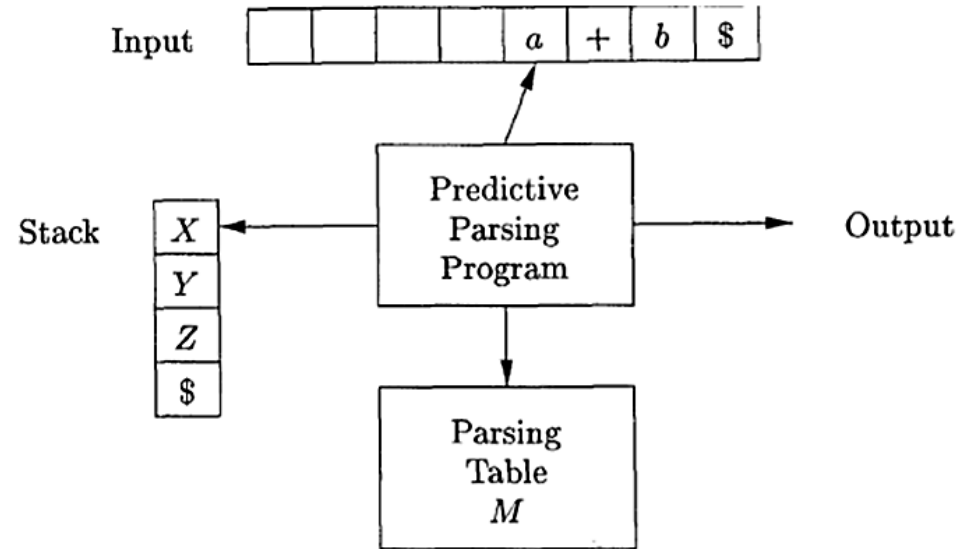 Input a + b $
Predictive
Parsing
Program
Stack
X
Y
Z
$
Output
Parsing
Table
M